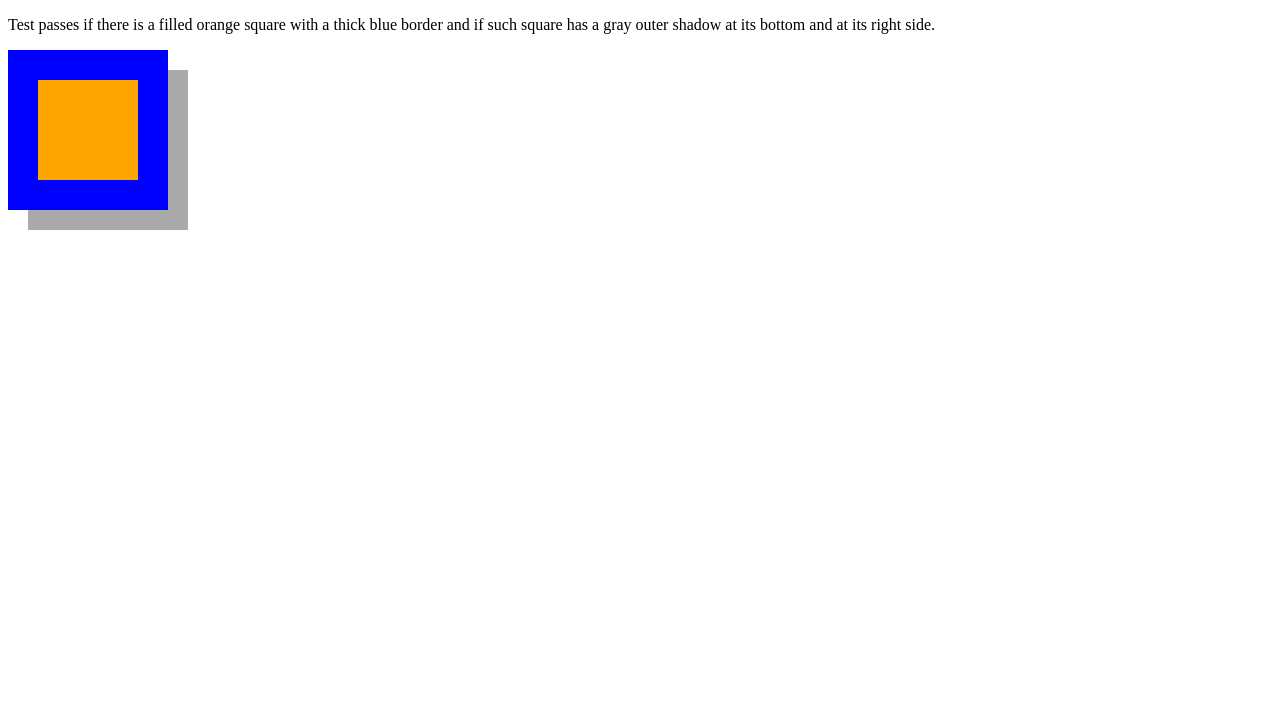 Test passes if there is a filled orange square with a thick blue border and if such square has a gray outer shadow at its bottom and at its right side.